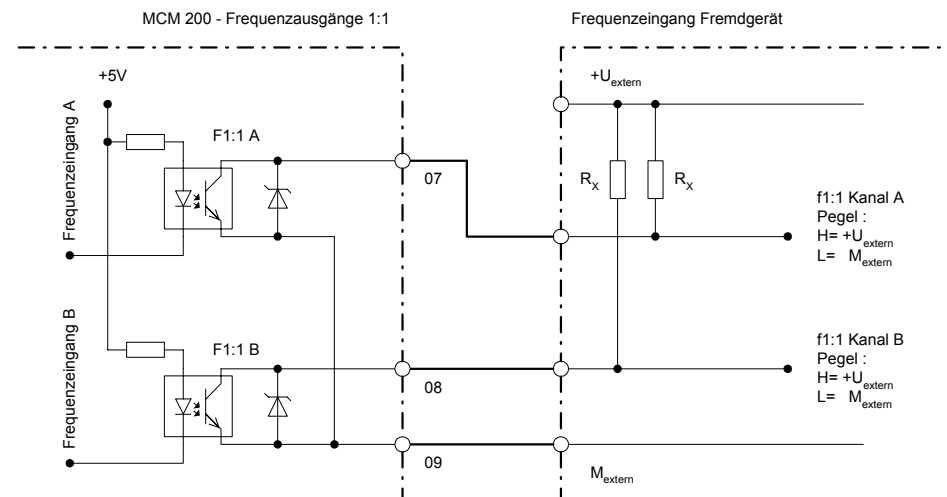 MCM 200 - Frequenzausgänge 1:1
Frequenzeingang Fremdgerät
+5V
+Uextern
Frequenzeingang A
F1:1 A
07
RX
RX
f1:1 Kanal A
Pegel :
H= +Uextern
L= Mextern
Frequenzeingang B
F1:1 B
08
f1:1 Kanal B
Pegel :
H= +Uextern
L= Mextern
09
Mextern